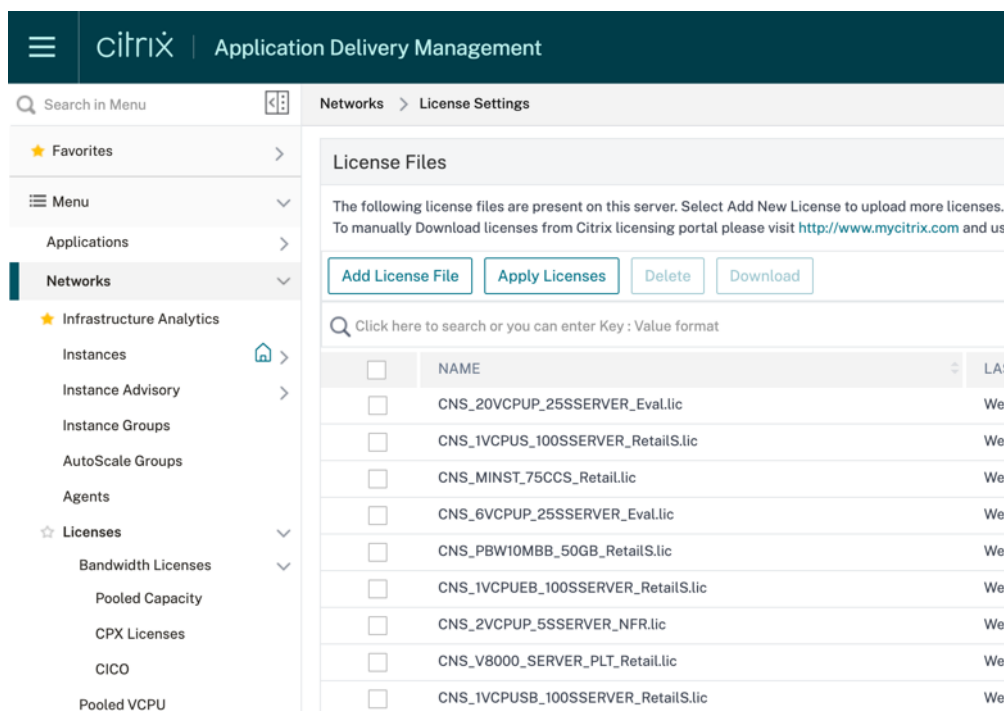 citrix | Application Delivery Management
Search in Menu
Favorites
Menu
Applications
Networks
Infrastructure Analytics
Instances
Instance Advisory
Instance Groups
AutoScale Groups
Agents
Licenses
Bandwidth Licenses
Pooled Capacity
CPX Licenses
CICO
Pooled VCPU
Networks > License Settings
License Files
The following license files are present on this server. Select Add New License to upload more licenses.
To manually Download licenses from Citrix licensing portal please visit http://www.mycitrix.com and us
Add License File Apply Licenses Delete Download
Click here to search or you can enter Key : Value format
NAME LAS
CNS_20VCPUP_25SSERVER_Eval.lic We
CNS_1VCPUS_100SSERVER_RetailS.lic We
CNS_MINST_75CCS_Retail.lic We
CNS_6VCPUP_25SSERVER_Eval.lic We
CNS_PBW10MBB_50GB_RetailS.lic We
CNS_1VCPUEB_100SSERVER_RetailS.lic We
CNS_2VCPUP_5SSERVER_NFR.lic We
CNS_V8000_SERVER_PLT_Retail.lic We
CNS_1VCPUSB_100SSERVER_RetailS.lic We